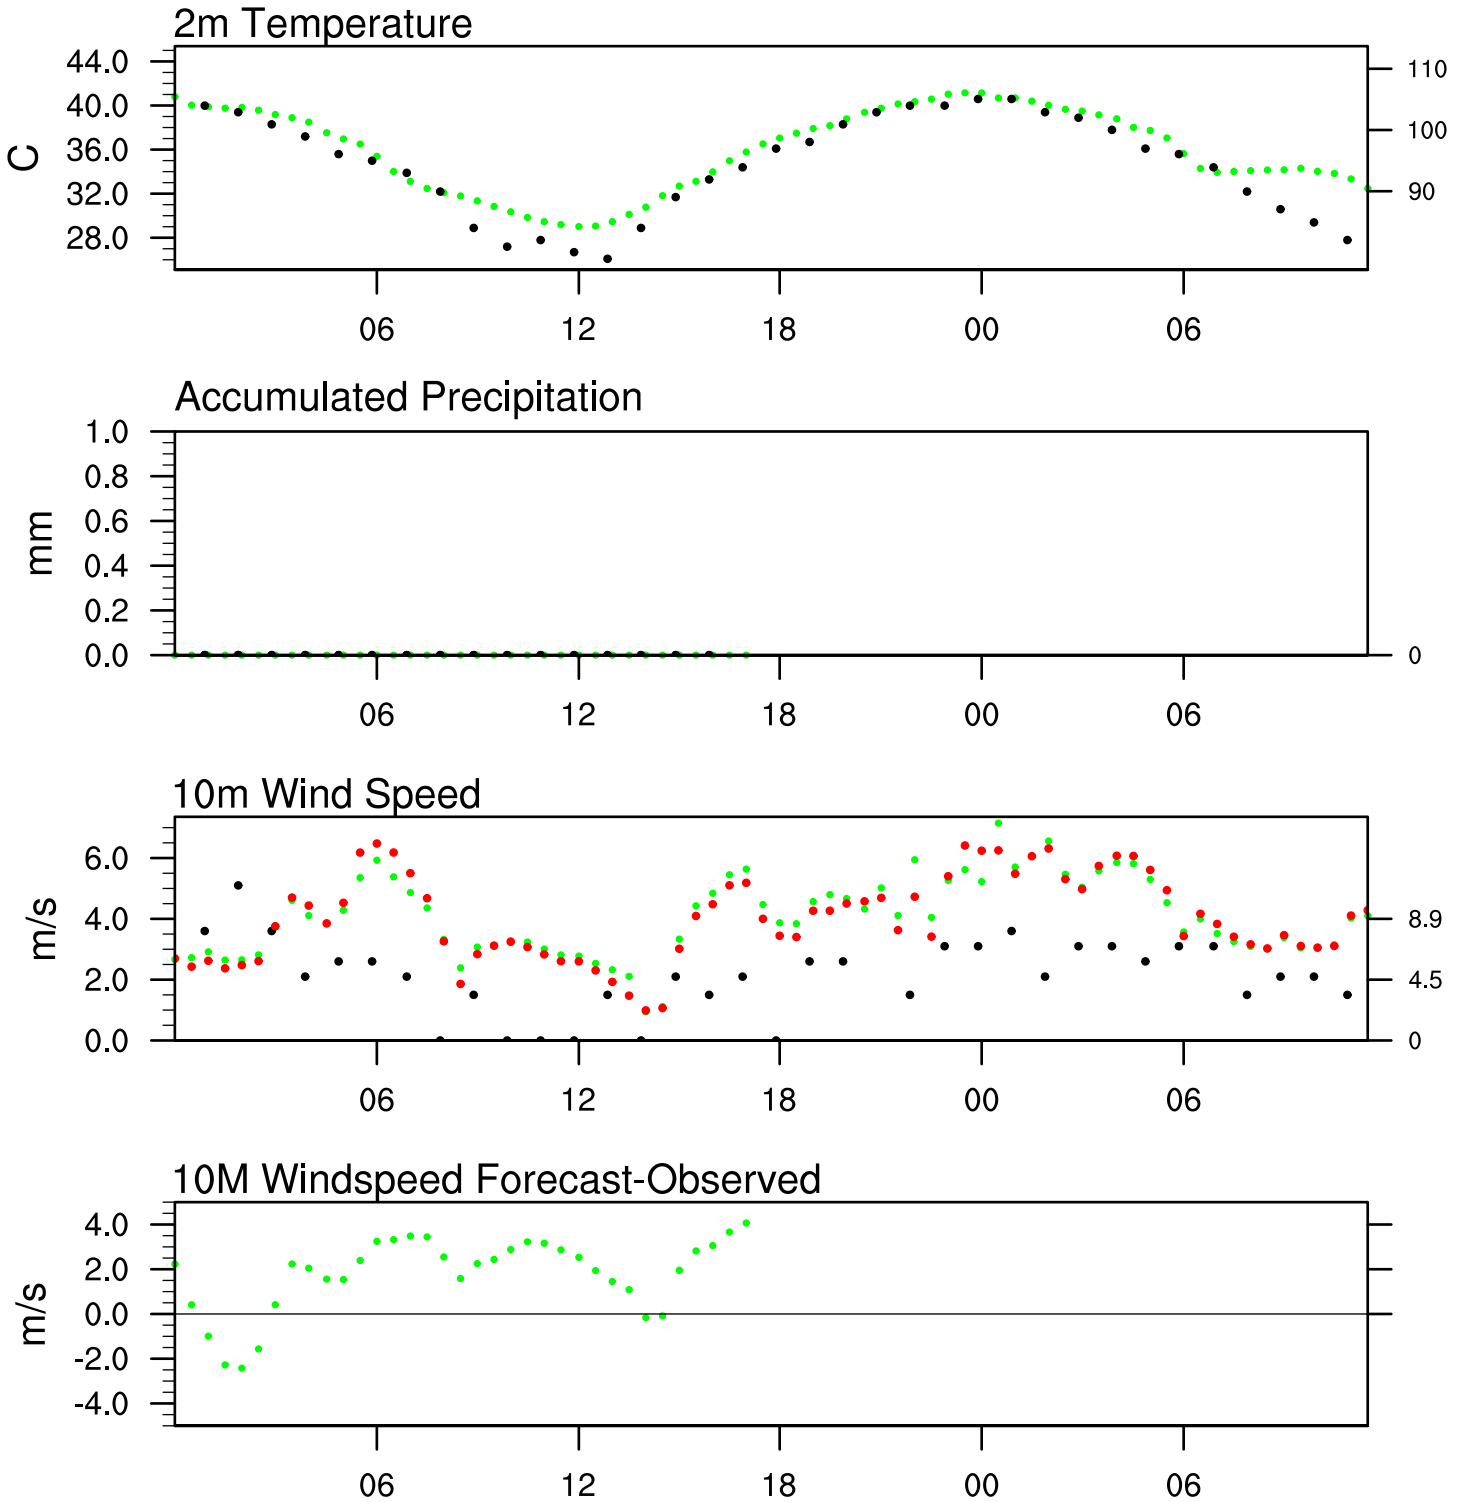 2m Temperature
44.0
40.0
36.0
32.0
28.0
C
110
100
90
06 12 18 00 06
Accumulated Precipitation
1.0
0.8
0.6
0.4
0.2
0.0
mm
0
06 12 18 00 06
10m Wind Speed
6.0
4.0
2.0
0.0
m/s
8.9
4.5
0
06 12 18 00 06
10M Windspeed Forecast-Observed
4.0
2.0
0.0
-2.0
-4.0
m/s
06 12 18 00 06